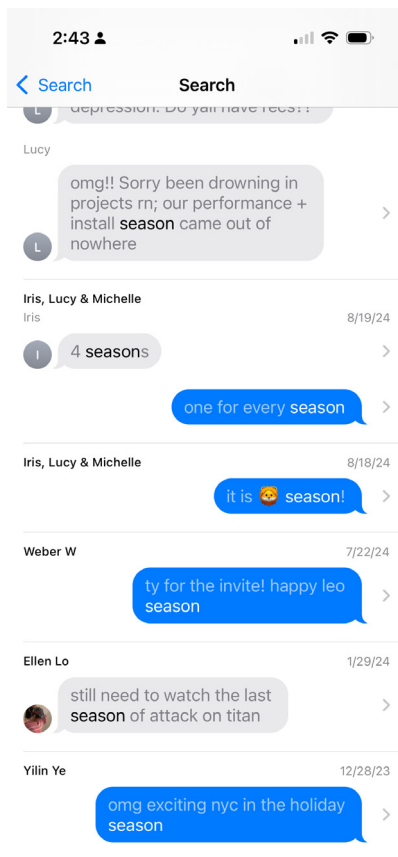 2:43
Search
Search
depression. Do yall have recs??
Lucy
omg!! Sorry been drowning in
projects rn; our performance +
install season came out of
L
nowhere
Iris, Lucy & Michelle
Iris
8/19/24
I
4 seasons
one for every season
Iris, Lucy & Michelle
8/18/24
it is 🦁 season!
Weber W
7/22/24
ty for the invite! happy leo
season
Ellen Lo
1/29/24
still need to watch the last
season of attack on titan
Yilin Ye
12/28/23
omg exciting nyc in the holiday
season